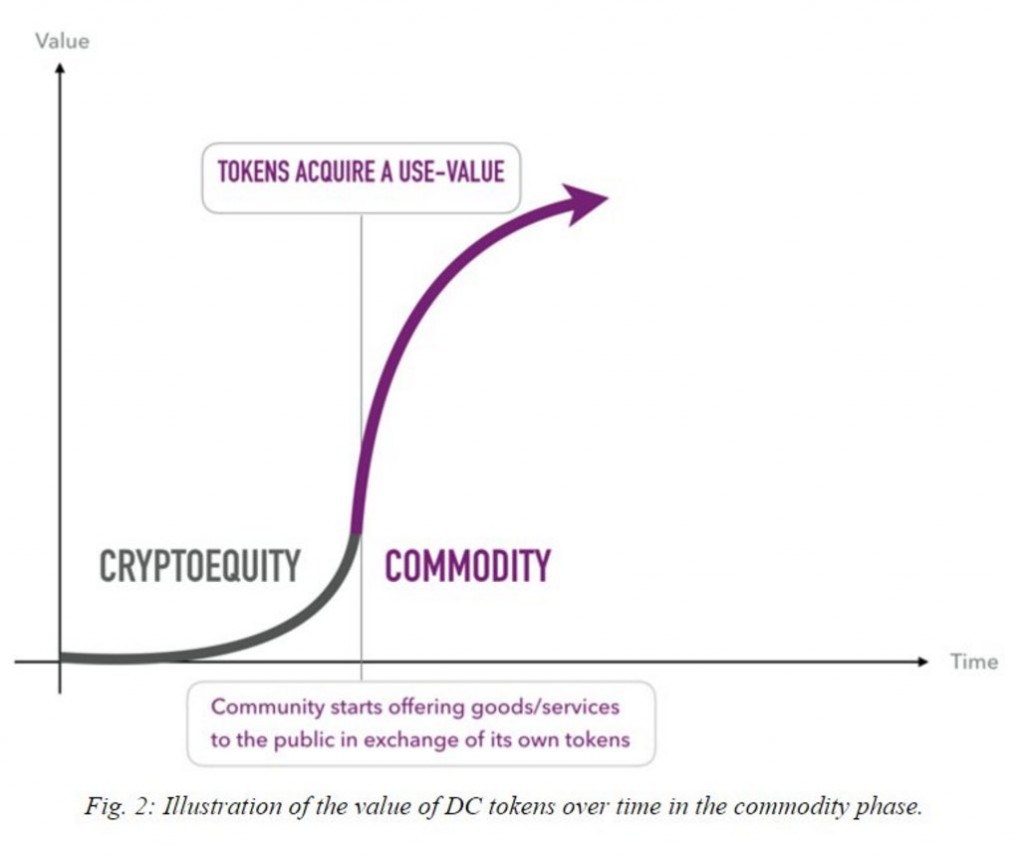 Value
TOKENS ACQUIRE A USE-VALUE
CRYPTOEQUITY
COMMODITY
Time
Community starts offering goods/services
to the public in exchange of its own tokens
Fig. 2: Illustration of the value of DC tokens over time in the commodity phase.